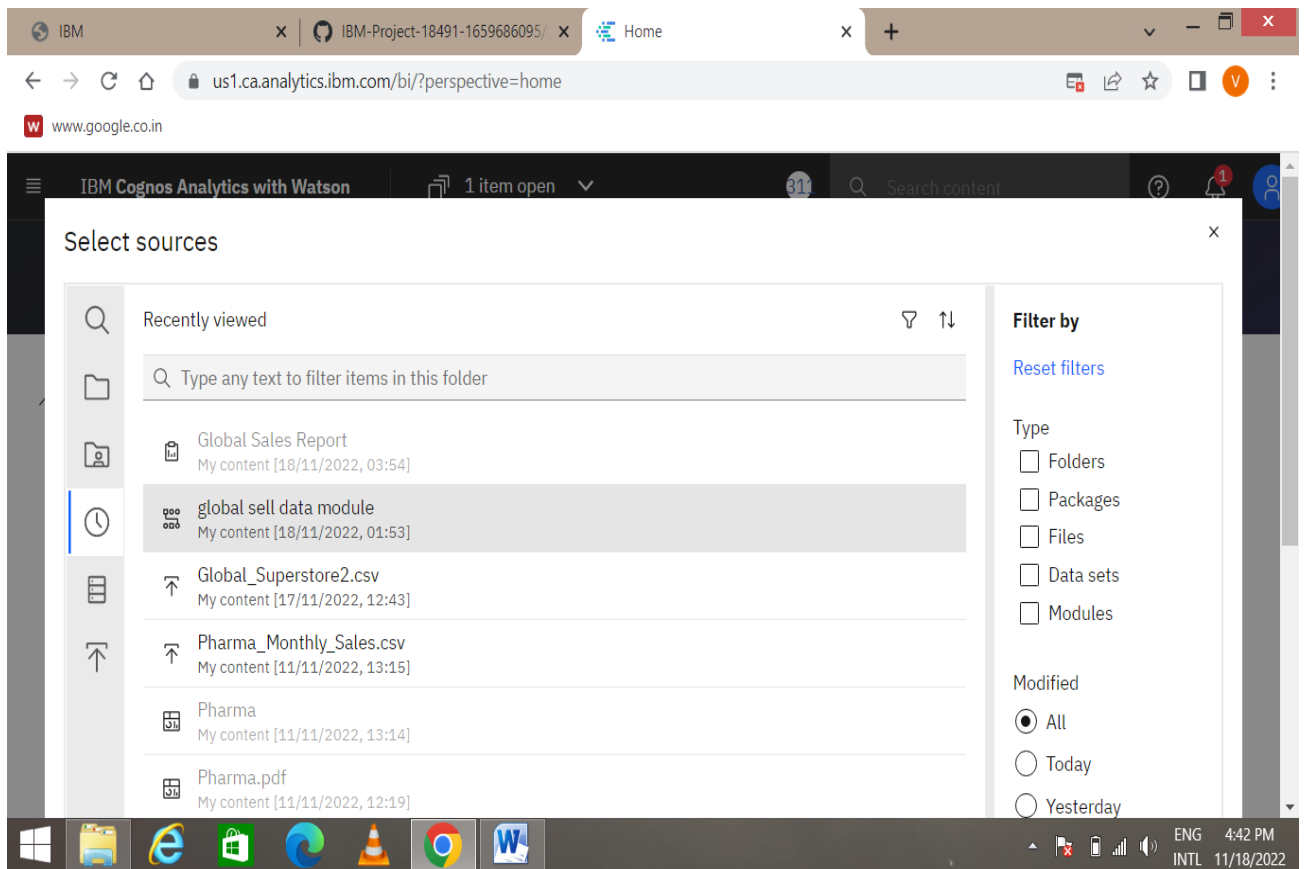 IBM
IBM-Project-18491-1659686095/
Home
us1.ca.analytics.ibm.com/bi/?perspective=home
V
w www.google.co.in
IBM Cognos Analytics with Watson
1 item open
311
Search content
1
Select sources
Recently viewed
Type any text to filter items in this folder
Global Sales Report
My content [18/11/2022, 03:54]
global sell data module
My content [18/11/2022, 01:53]
Global_Superstore2.csv
My content [17/11/2022, 12:43]
Pharma_Monthly_Sales.csv
My content [11/11/2022, 13:15]
Pharma
My content [11/11/2022, 13:14]
Pharma.pdf
My content [11/11/2022, 12:19]
Filter by
Reset filters
Type
Folders
Packages
Files
Data sets
Modules
Modified
All
Today
Yesterday
ENG 4:42 PM
INTL 11/18/2022